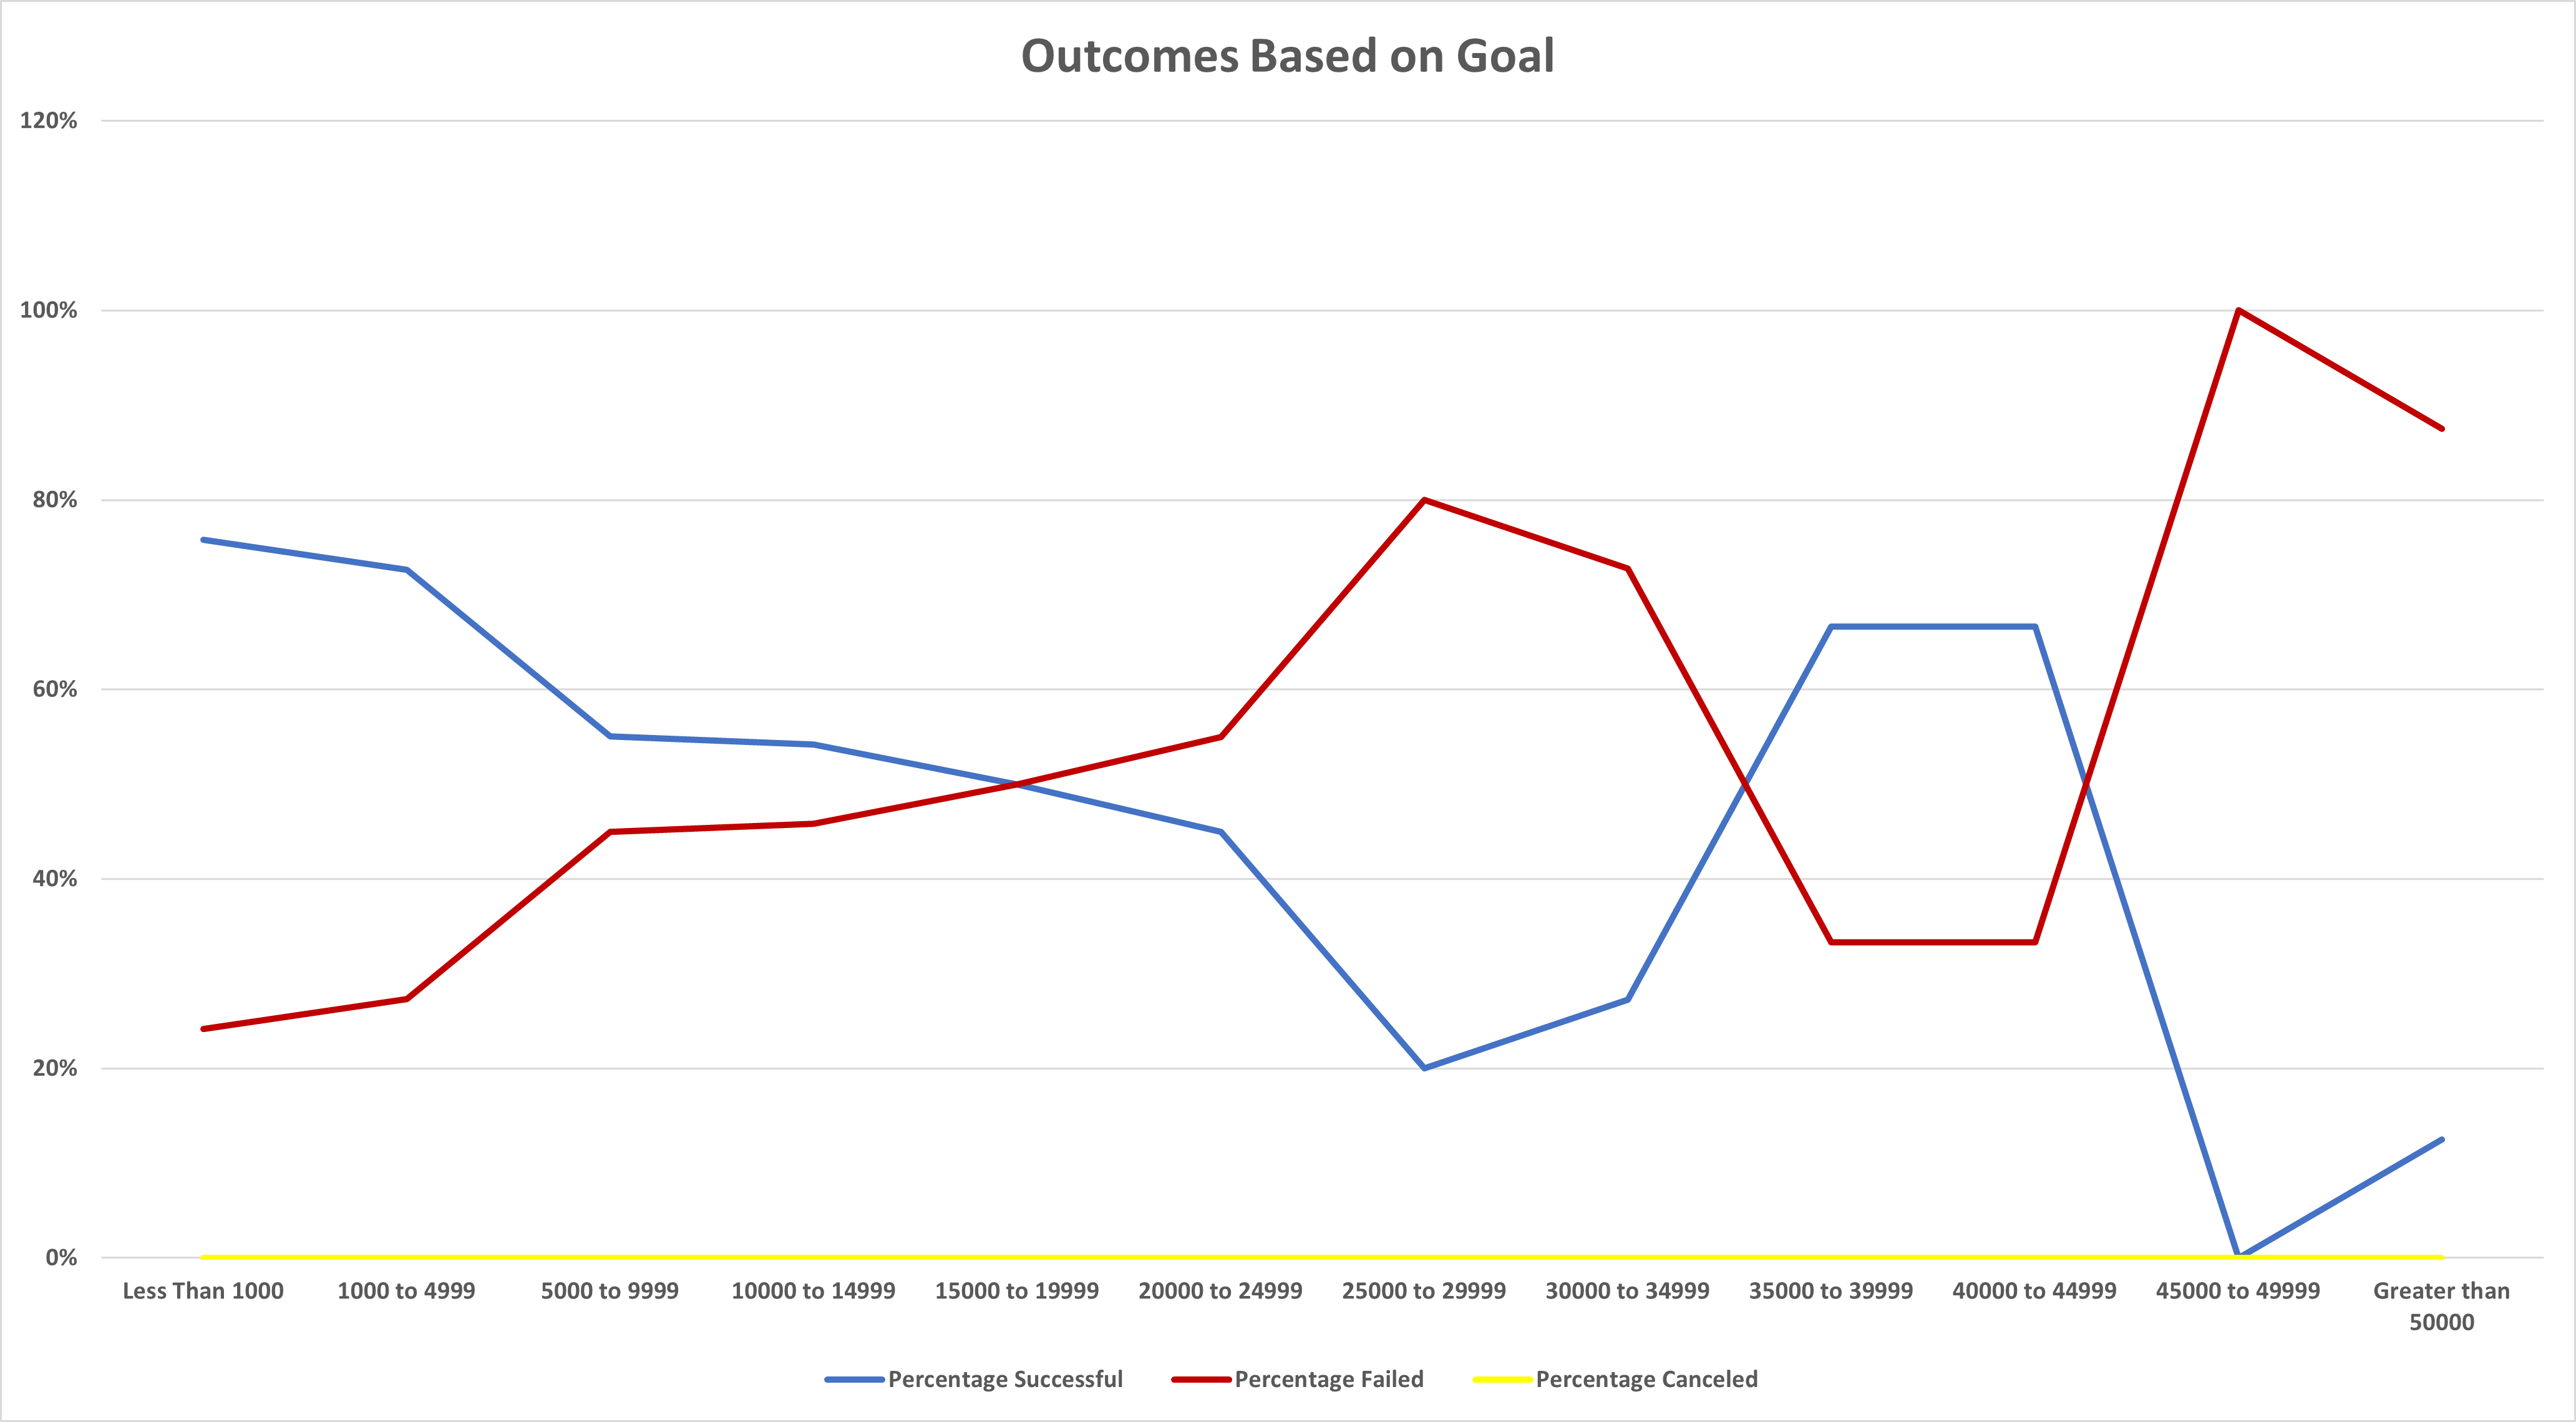 Outcomes Based on Goal
120%
100%
80%
60%
40%
20%
0%
Less Than 1000
1000 to 4999
5000 to 9999
10000 to 14999
15000 to 19999
20000 to 24999
25000 to 29999
30000 to 34999
35000 to 39999
40000 to 44999
45000 to 49999
Greater than
50000
Percentage Successful
Percentage Failed
Percentage Canceled